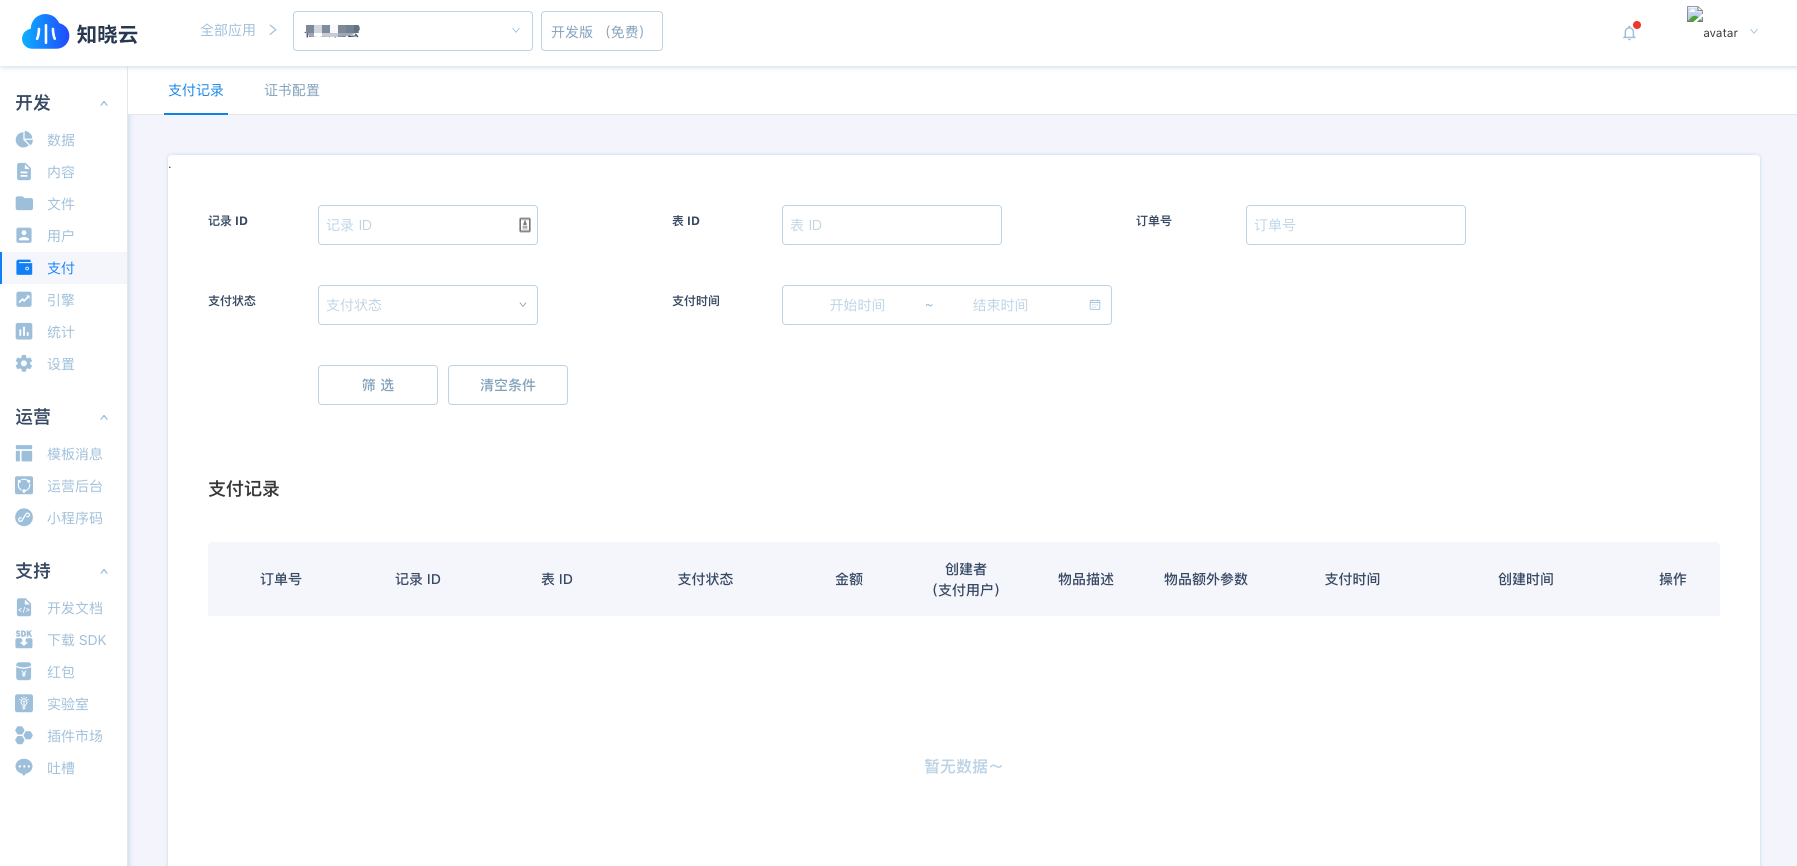 知晓云
全部应用
开发版 （免费）
avatar
支付记录 证书配置
开发
数据
内容
文件
用户
支付
引擎
统计
设置
运营
模板消息
运营后台
小程序码
支持
开发文档
下载 SDK
红包
实验室
插件市场
吐槽
.
记录 ID 记录 ID 表 ID 表 ID 订单号 订单号
支付状态 支付状态 支付时间 开始时间 ~ 结束时间
筛 选 清空条件
支付记录
订单号 记录 ID 表 ID 支付状态 金额 创建者
(支付用户) 物品描述 物品额外参数 支付时间 创建时间 操作
暂无数据～